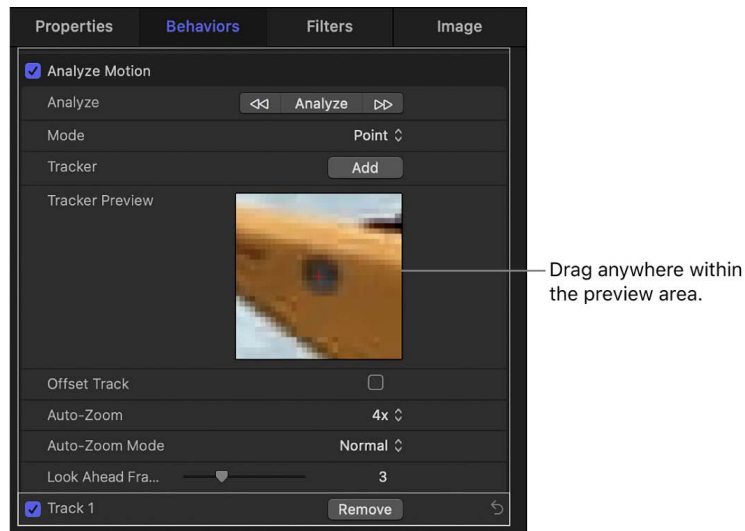 Properties Behaviors Filters Image
Analyze Motion
Analyze Analyze
Mode Point
Tracker Add
Tracker Preview
Drag anywhere within
the preview area.
Offset Track
Auto-Zoom 4x
Auto-Zoom Mode Normal
Look Ahead Fra... 3
Track 1 Remove